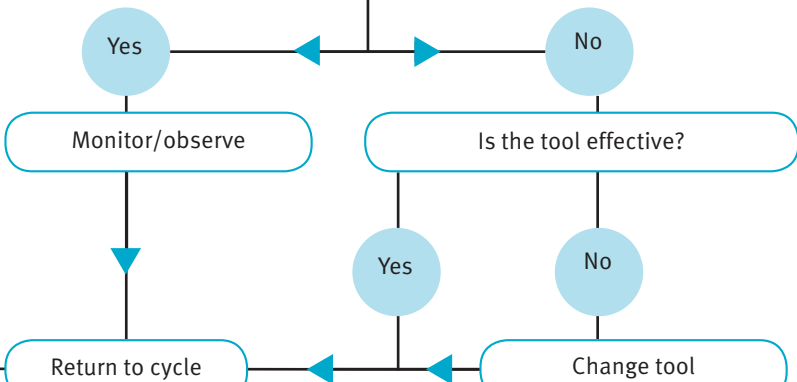 Yes
No
Monitor/observe
Is the tool effective?
Yes
No
Return to cycle
Change tool